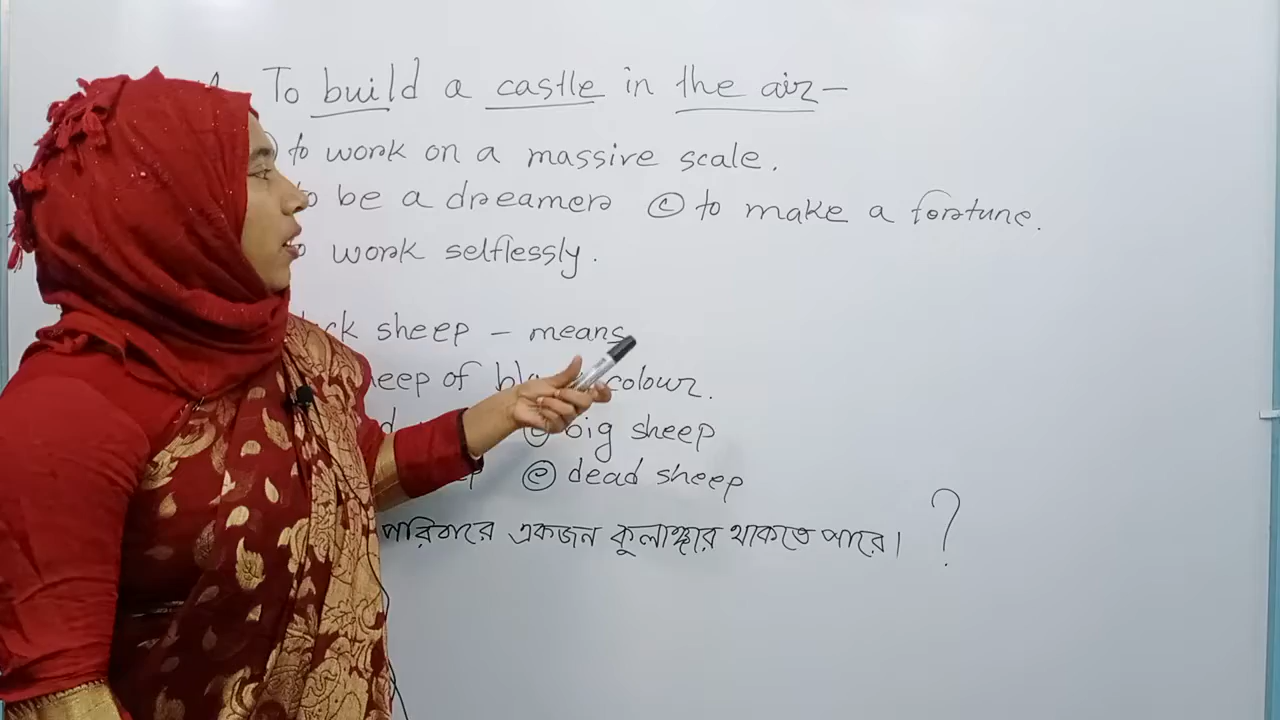 To build a castle in the air–
to work on a massive scale.
be a dreamer ⓒ to make a fortune.
work selflessly.
sheep – means
of colour.
big sheep
ⓔ dead sheep
পরিবারে একজন কুলাঙ্গার থাকতে পারে। ?